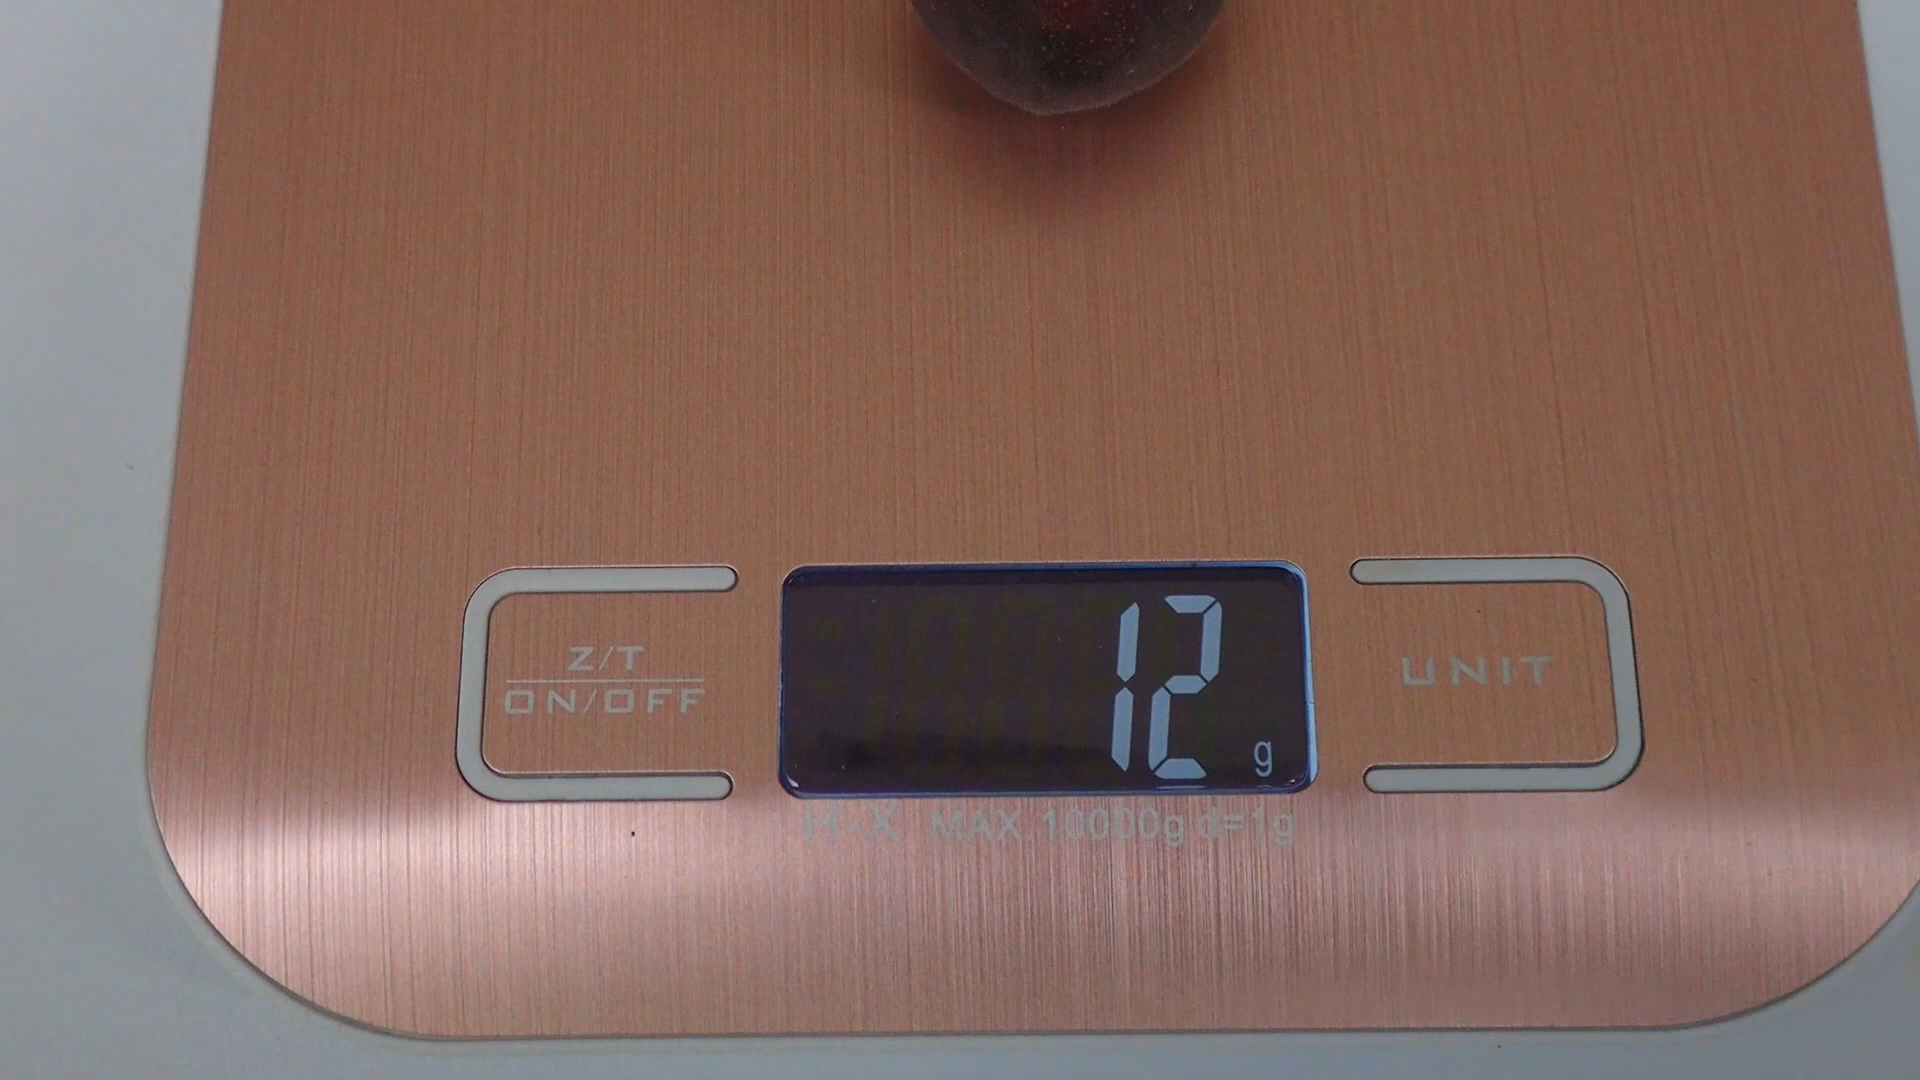 12 g
Z/T
ON/OFF
UNIT
H-X MAX 10000g d=1g